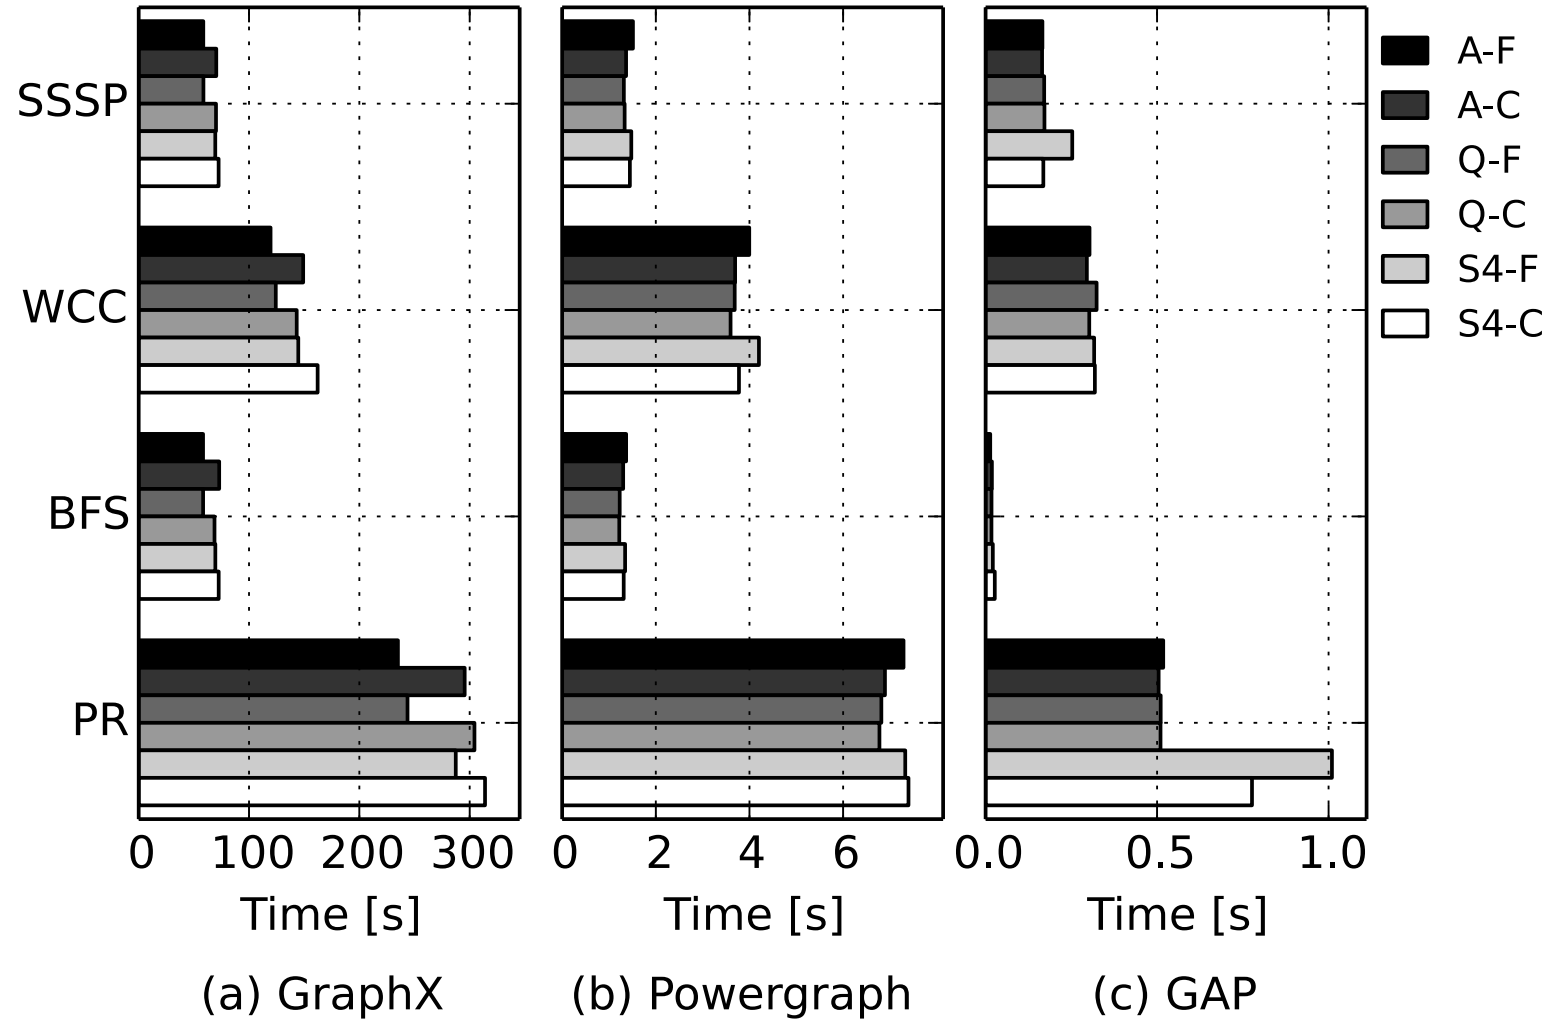 SSSP
WCC
BFS
PR
0 100 200 300
Time [s]
(a) GraphX
0 2 4 6
Time [s]
(b) Powergraph
0.0 0.5 1.0
Time [s]
(c) GAP
A-F
A-C
Q-F
Q-C
S4-F
S4-C